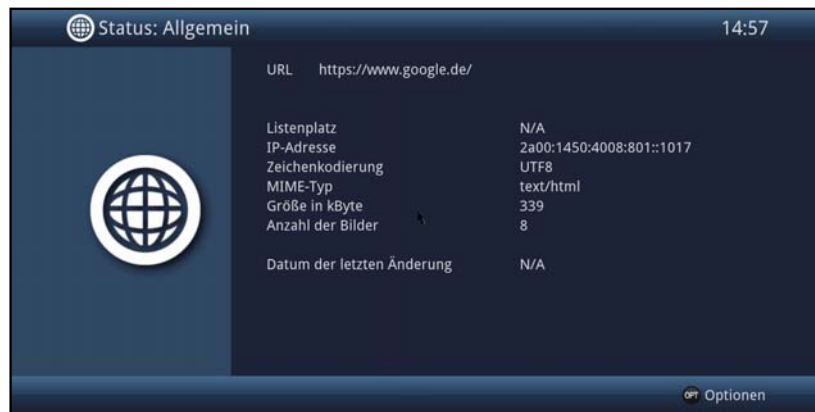 Status: Allgemein 14:57
URL https://www.google.de/
Listenplatz N/A
IP-Adresse 2a00:1450:4008:801::1017
Zeichenkodierung UTF8
MIME-Typ text/html
Größe in kByte 339
Anzahl der Bilder 8
Datum der letzten Änderung N/A
OPT Optionen